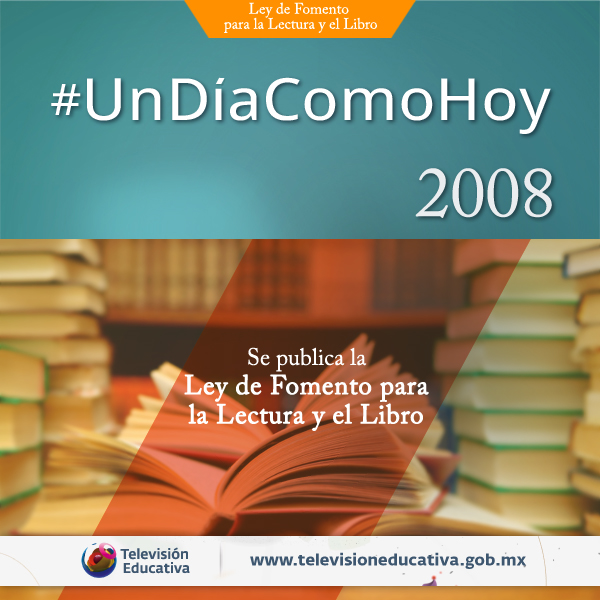 Ley de Fomento
para la Lectura y el Libro
#UnDíaComoHoy
2008
Se publica la
Ley de Fomento para
la Lectura y el Libro
Televisión
Educativa
www.televisioneducativa.gob.mx